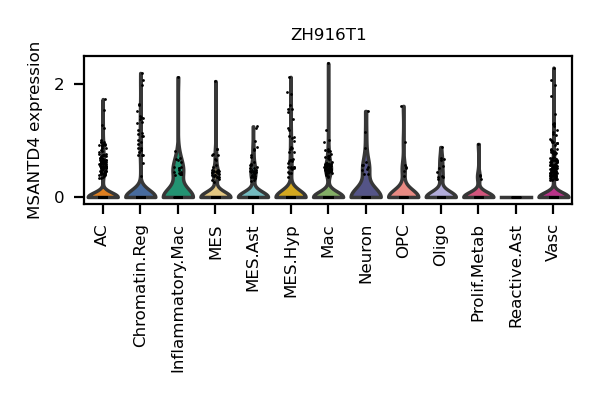 ZH916T1
MSANTD4 expression
2
0
AC
Chromatin.Reg
Inflammatory.Mac
MES
MES.Ast
MES.Hyp
Mac
Neuron
OPC
Oligo
Prolif.Metab
Reactive.Ast
Vasc